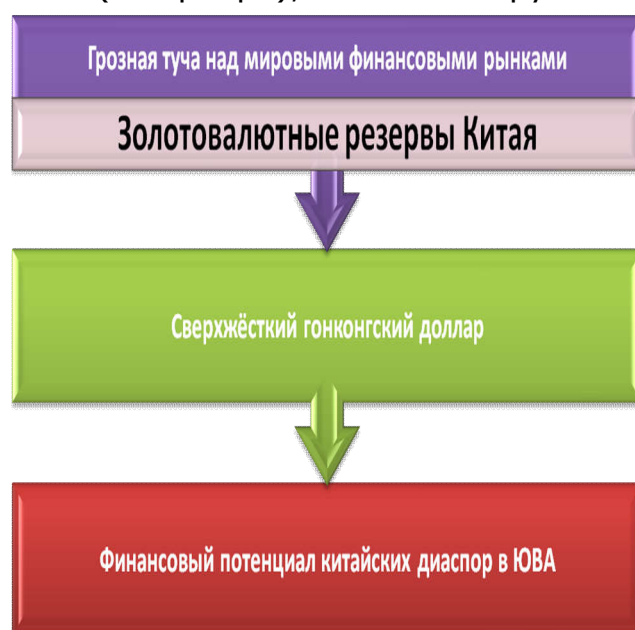 Грозная туча над мировыми финансовыми рынками
Золотовалютные резервы Китая
Сверхжёсткий гонконгский доллар
Финансовый потенциал китайских диаспор в ЮВА